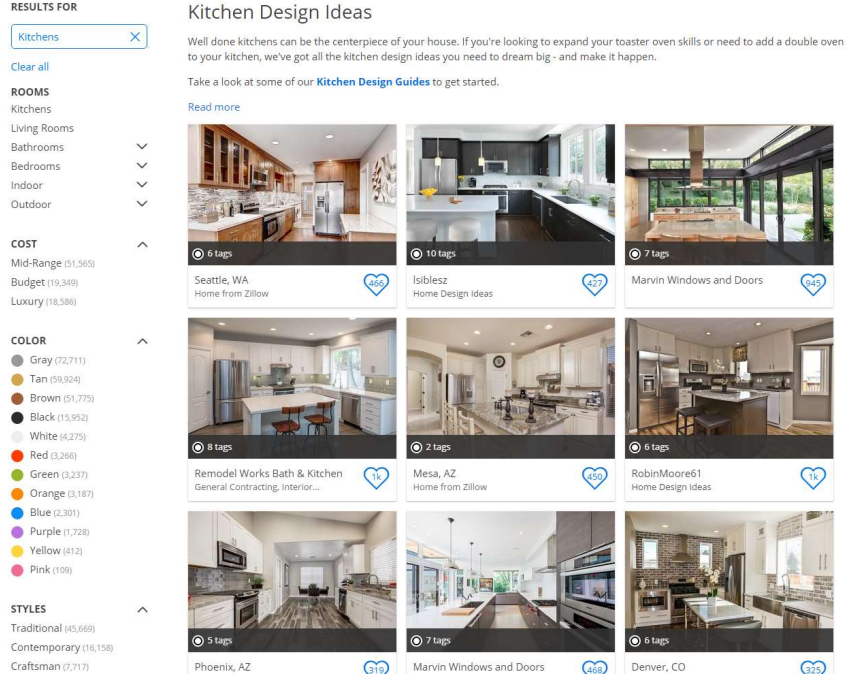 RESULTS FOR
Kitchens
Clear all
ROOMS
Kitchens
Living Rooms
Bathrooms
Bedrooms
Indoor
Outdoor
COST
Mid-Range (51,565)
Budget (19,349)
Luxury (18,586)
COLOR
Gray (72,711)
Tan (59,924)
Brown (51,775)
Black (15,952)
White (4,275)
Red (3,266)
Green (3,237)
Orange (3,187)
Blue (2,301)
Purple (1,728)
Yellow (412)
Pink (109)
STYLES
Traditional (45,669)
Contemporary (16,158)
Craftsman (7,717)
Kitchen Design Ideas
Well done kitchens can be the centerpiece of your house. If you're looking to expand your toaster oven skills or need to add a double oven
to your kitchen, we've got all the kitchen design ideas you need to dream big - and make it happen.
Take a look at some of our Kitchen Design Guides to get started.
Read more
6 tags
Seattle, WA
466
Home from Zillow
10 tags
lsiblesz
427
Home Design Ideas
7 tags
Marvin Windows and Doors
945
8 tags
Remodel Works Bath & Kitchen
1k
General Contracting, Interior...
2 tags
Mesa, AZ
450
Home from Zillow
6 tags
RobinMoore61
1k
Home Design Ideas
5 tags
Phoenix, AZ
319
7 tags
Marvin Windows and Doors
468
6 tags
Denver, CO
325